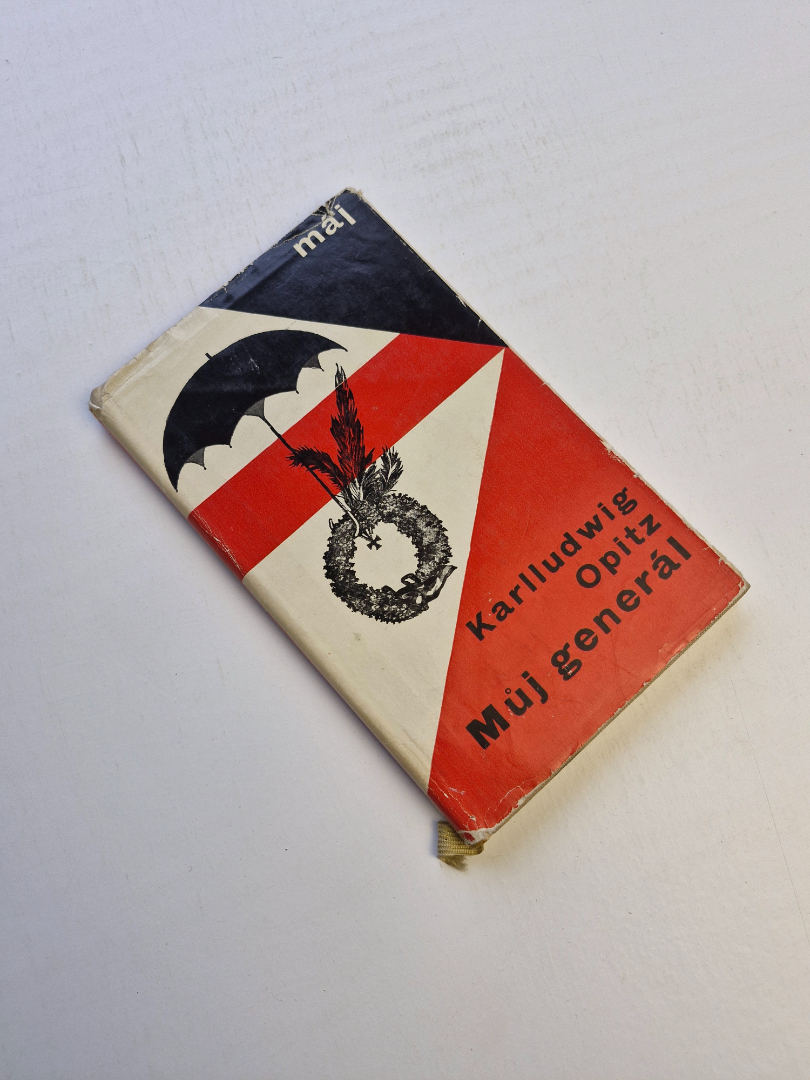 máj
Karlludwig
Opitz
Můj generál